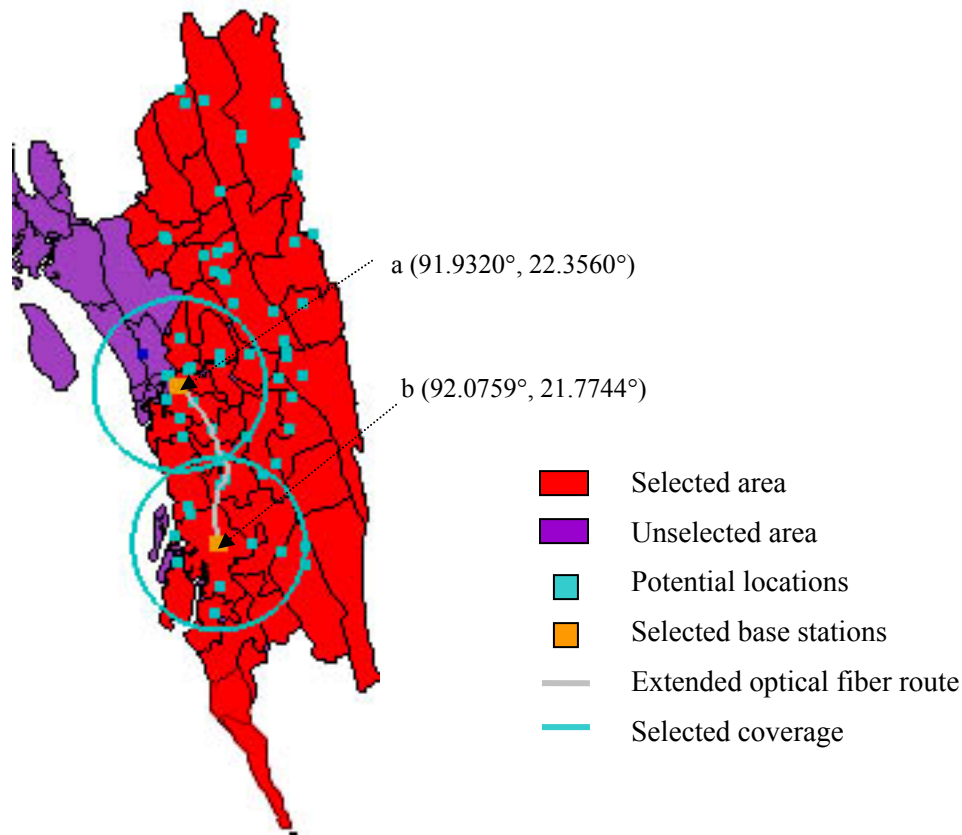 a (91.9320°, 22.3560°)
b (92.0759°, 21.7744°)
Selected area
Unselected area
Potential locations
Selected base stations
Extended optical fiber route
Selected coverage